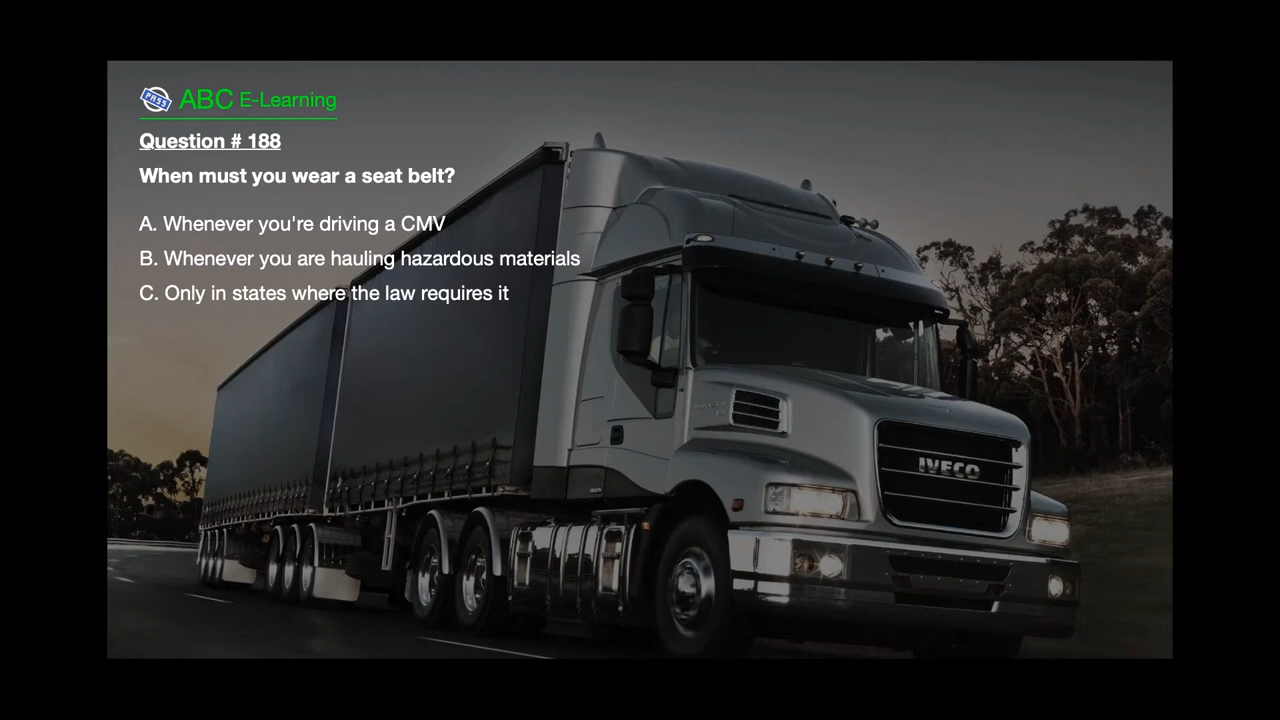 PASS ABC E-Learning
Question # 188
When must you wear a seat belt?
A. Whenever you're driving a CMV
B. Whenever you are hauling hazardous materials
C. Only in states where the law requires it
IVECO